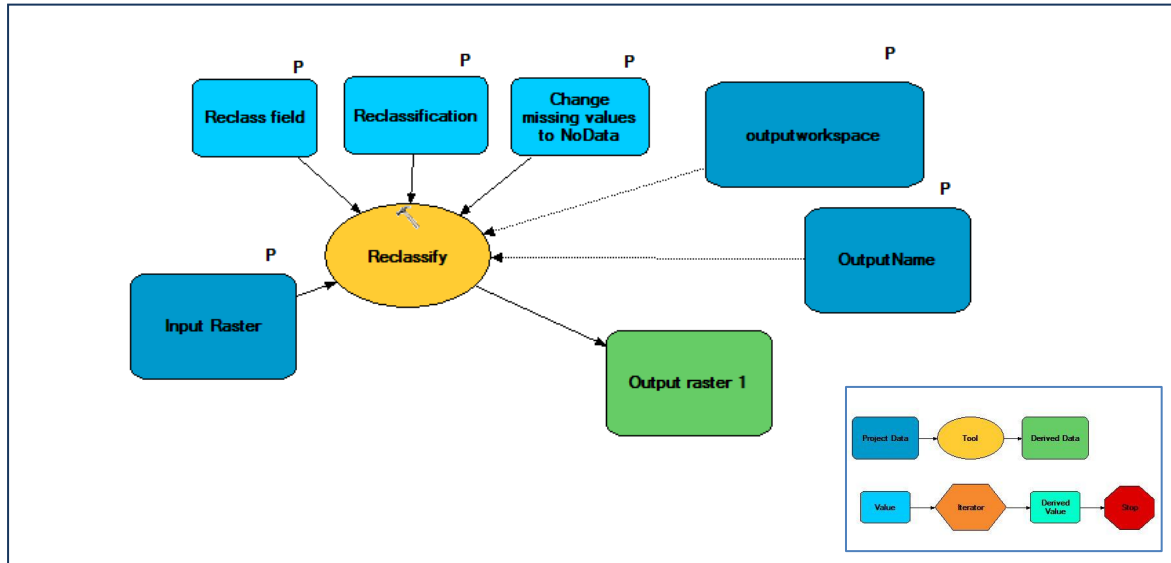 P
P
P
P
Reclass field
Reclassification
Change
missing values
to NoData
outputworkspace
P
P
Reclassify
OutputName
Input Raster
Output raster 1
Project Data
Tool
Derived Data
Value
Iterator
Derived
Value
Stop